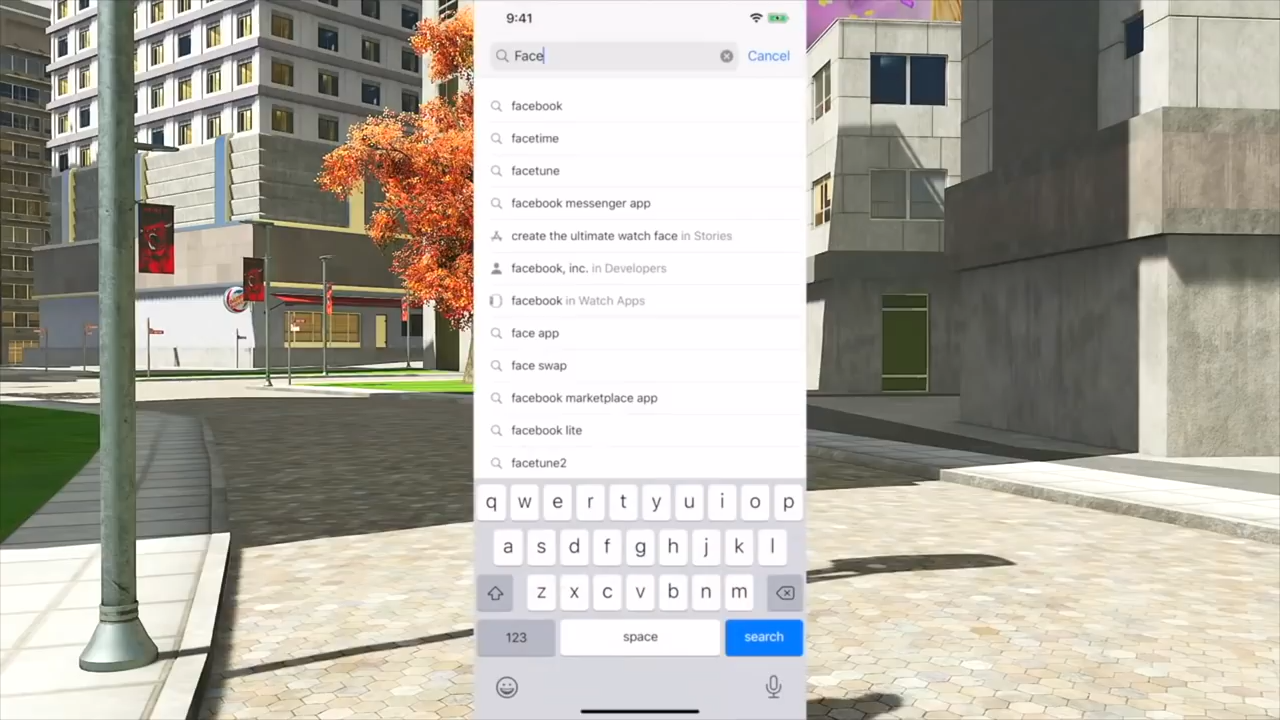 9:41
Face
Cancel
facebook
facetime
facetune
facebook messenger app
create the ultimate watch face in Stories
facebook, inc. in Developers
facebook in Watch Apps
face app
face swap
facebook marketplace app
facebook lite
facetune2
q w e r t y u i o p
a s d f g h j k l
z x c v b n m
123 space search